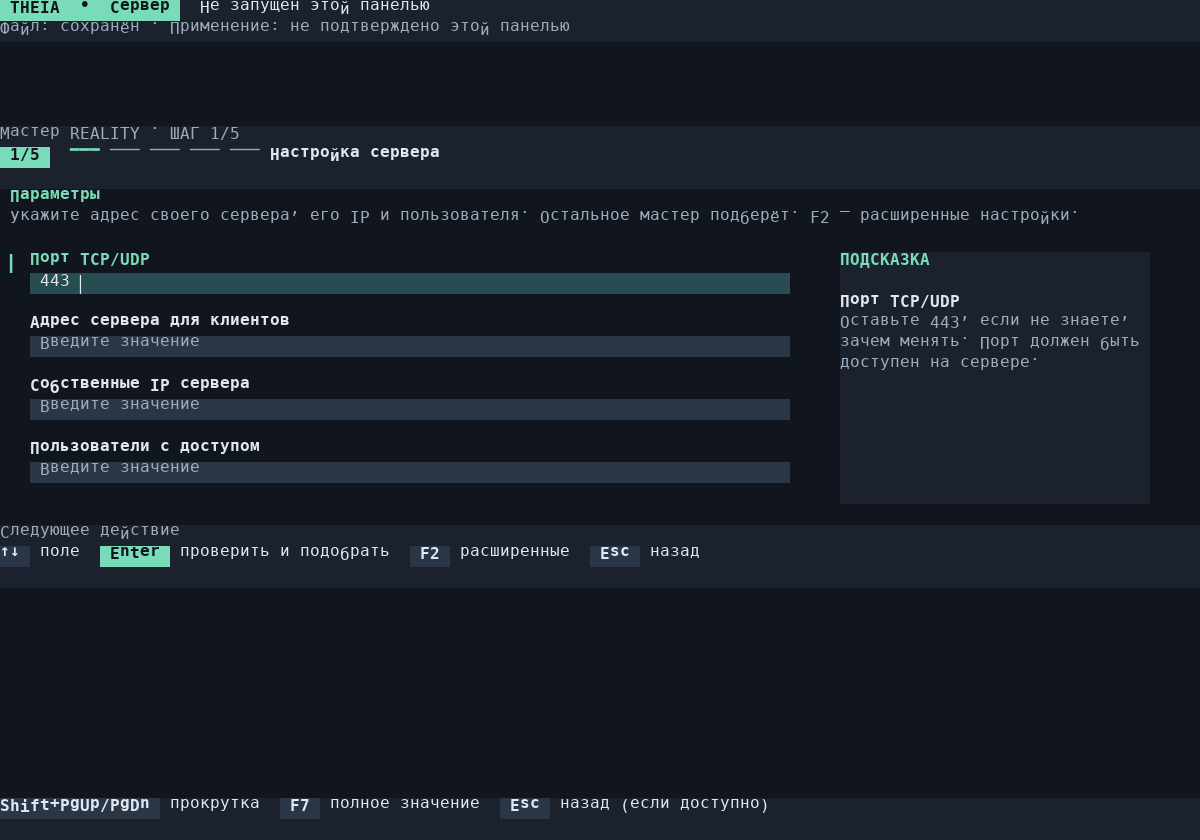 THEIA • Сервер Не запущен этой панелью
Файл: сохранён · Применение: не подтверждено этой панелью
Мастер REALITY · ШАГ 1/5
1/5 ━━━ ─── ─── ─── ─── Настройка сервера
Параметры
Укажите адрес своего сервера, его IP и пользователя. Остальное мастер подберёт. F2 — расширенные настройки.
Порт TCP/UDP
443
Адрес сервера для клиентов
Введите значение
Собственные IP сервера
Введите значение
Пользователи с доступом
Введите значение
ПОДСКАЗКА
Порт TCP/UDP
Оставьте 443, если не знаете,
зачем менять. Порт должен быть
доступен на сервере.
Следующее действие
↑↓ поле Enter проверить и подобрать F2 расширенные Esc назад
Shift+PgUp/PgDn прокрутка F7 полное значение Esc назад (если доступно)